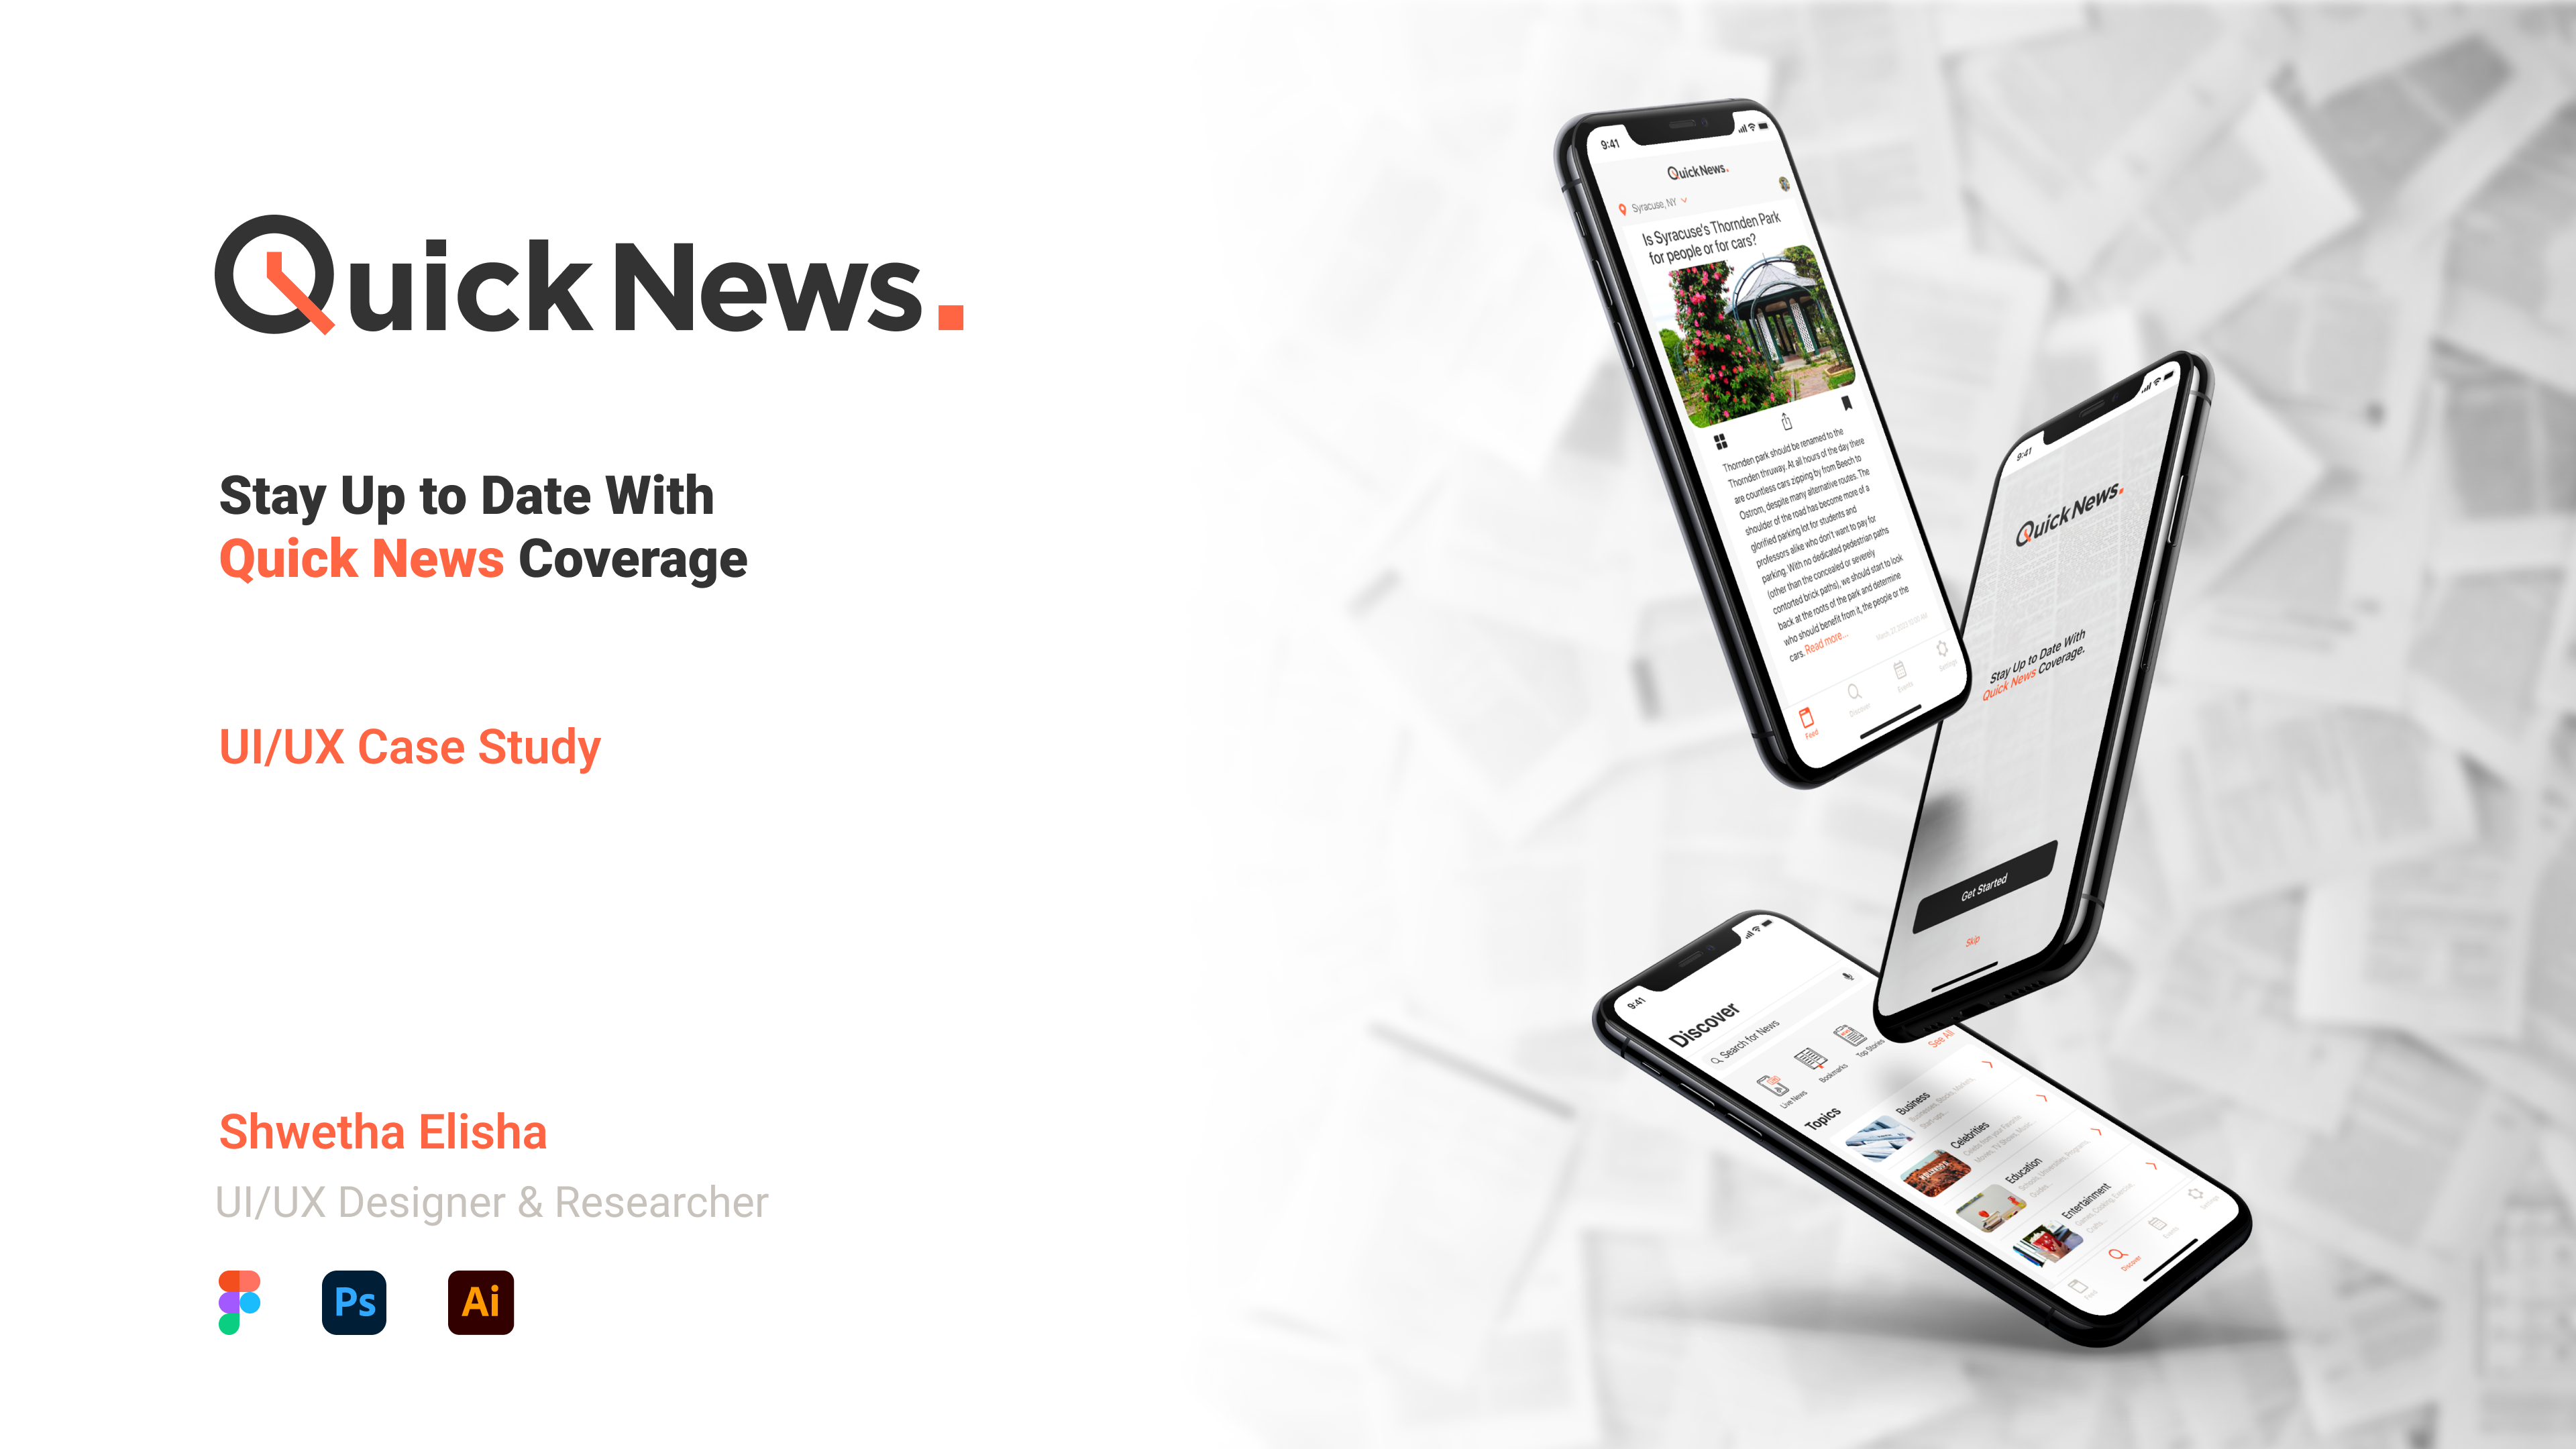 Quick News.
Stay Up to Date With
Quick News Coverage
UI/UX Case Study
Shwetha Elisha
UI/UX Designer & Researcher
Ps
Ai
9:41
Quick News.
Syracuse, NY
Is Syracuse's Thornden Park
for people or for cars?
Thornden park should be renamed to the
Thornden thruway. At all hours of the day there
are countless cars zipping by from Beech to
Ostrom, despite many alternative routes. The
shoulder of the road has become more of a
glorified parking lot for students and
professors alike who don't want to pay for
parking. With no dedicated pedestrian paths
(other than the concealed or severely
contorted brick paths), we should start to look
back at the roots of the park and determine
who should benefit from it, the people or the
cars. Read more...
Feed
Discover
Events
Settings
9:41
Quick News.
Stay Up to Date With
Quick News Coverage.
Get Started
Skip
9:41
Discover
Search for News
Live News
Bookmarks
Top Stories
Topics
See All
Business
Celebrities
Education
Entertainment
Feed
Discover
Events
Settings